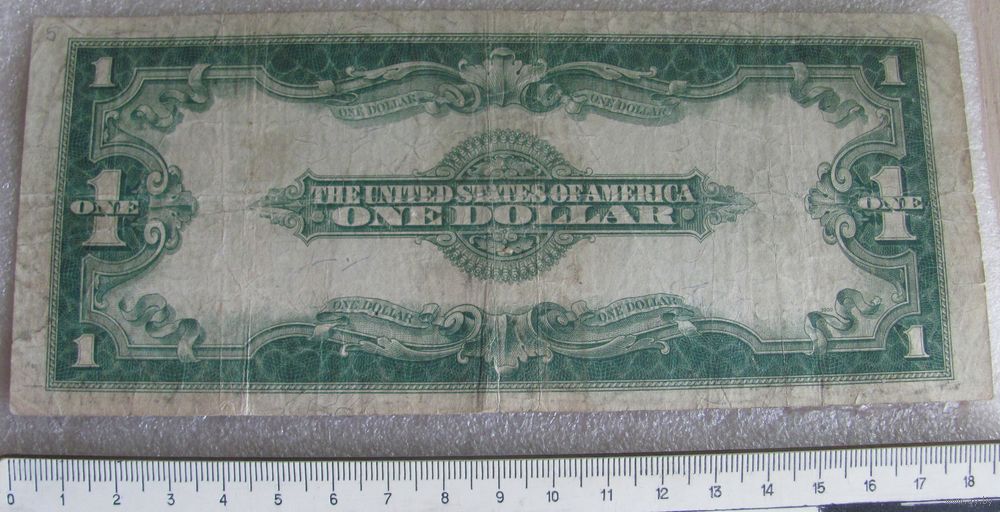 5
1 1
ONE DOLLAR ONE DOLLAR
THE UNITED STATES OF AMERICA
1 ONE ONE DOLLAR 1 ONE
ONE DOLLAR ONE DOLLAR
1 1
0 1 2 3 4 5 6 7 8 9 10 11 12 13 14 15 16 17 18